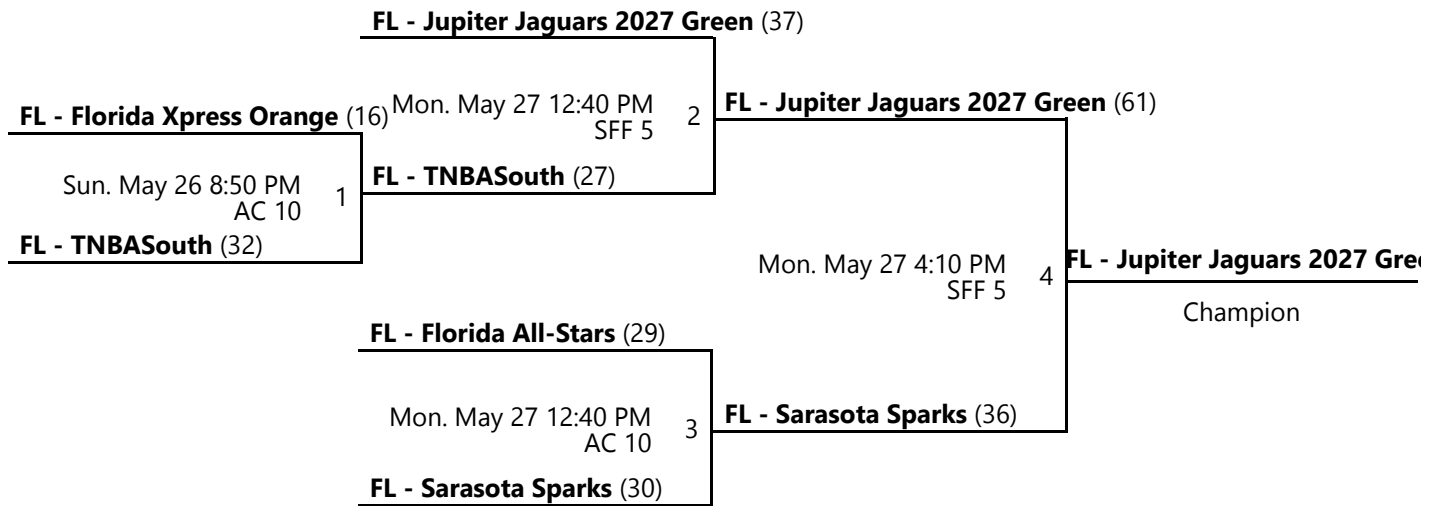 FL - Jupiter Jaguars 2027 Green (37)
FL - Florida Xpress Orange (16)
Mon. May 27 12:40 PM
SFF 5
2
FL - Jupiter Jaguars 2027 Green (61)
Sun. May 26 8:50 PM
AC 10
1
FL - TNBASouth (27)
FL - TNBASouth (32)
Mon. May 27 4:10 PM
SFF 5
4
FL - Jupiter Jaguars 2027 Gree
Champion
FL - Florida All-Stars (29)
Mon. May 27 12:40 PM
AC 10
3
FL - Sarasota Sparks (36)
FL - Sarasota Sparks (30)